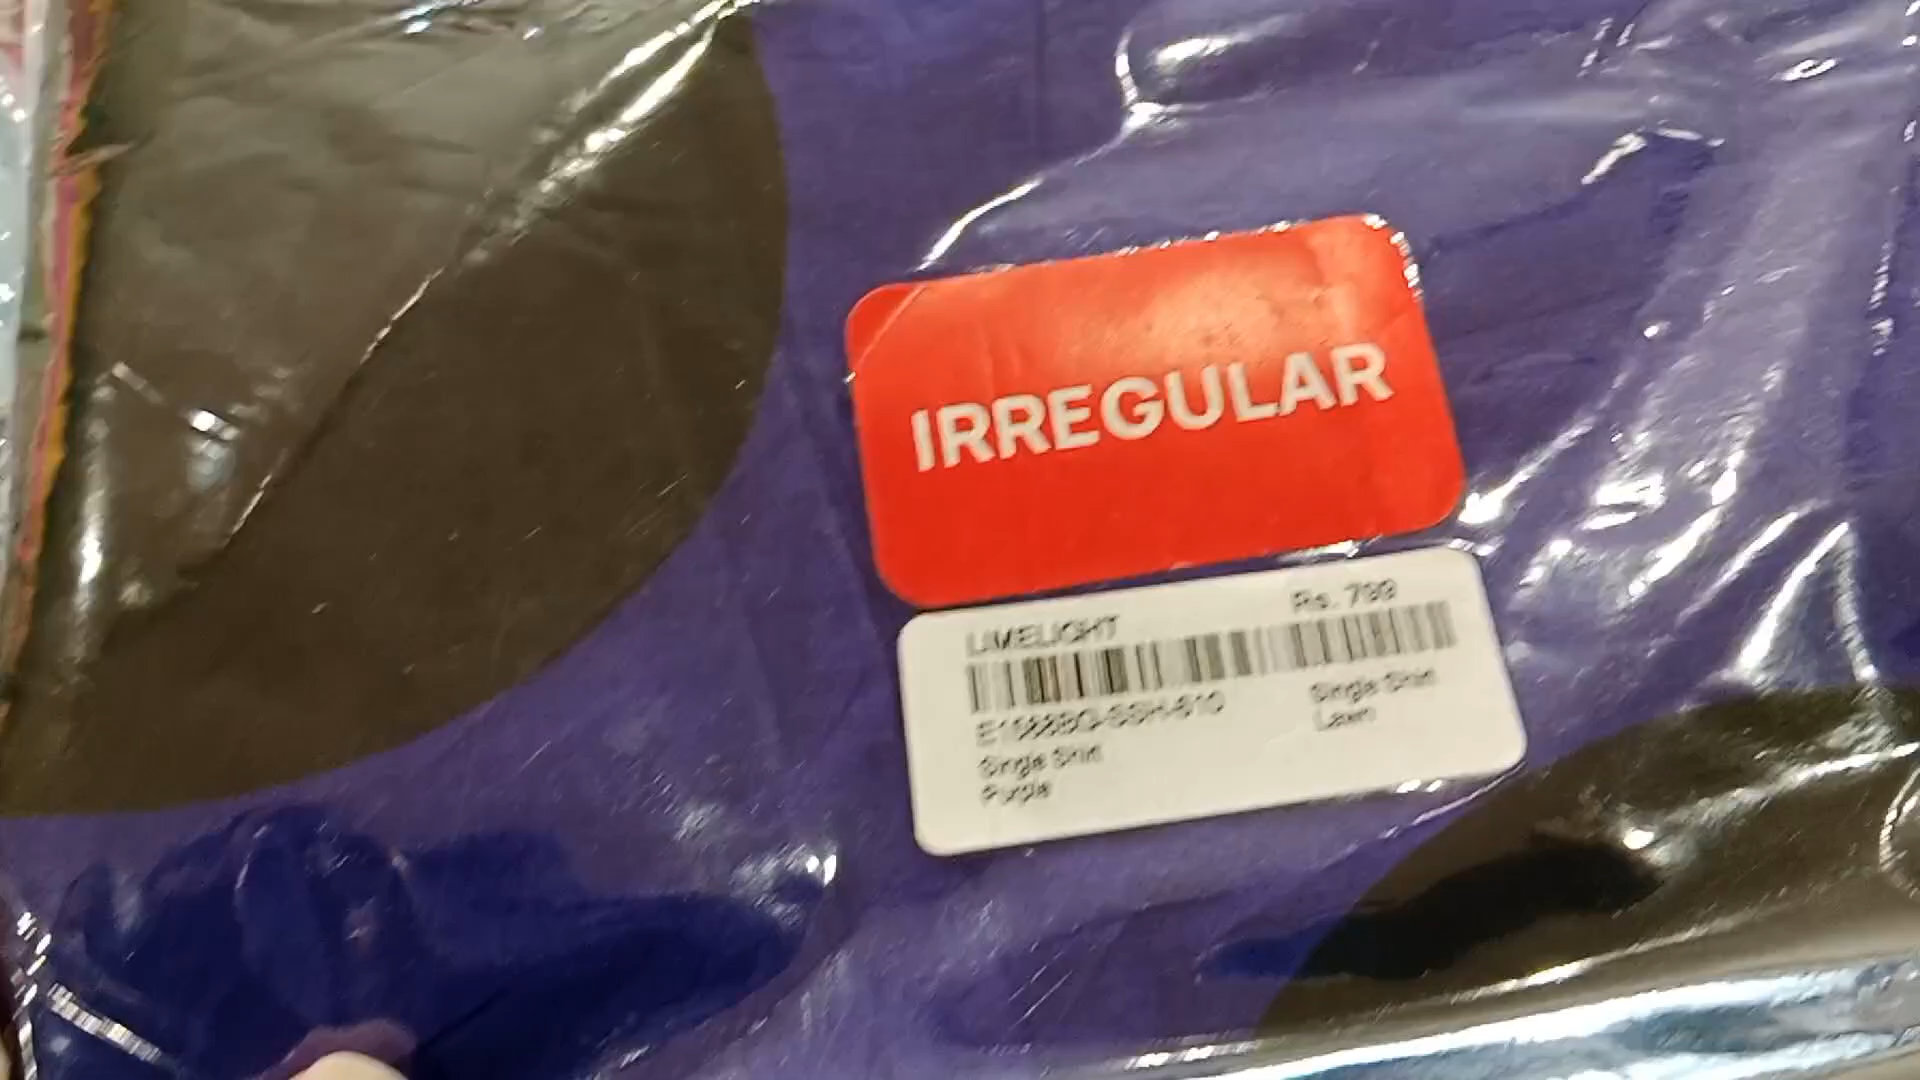 IRREGULAR
LIMELIGHT Rs. 799
Single Shirt
Lawn
Single Shirt
Purple